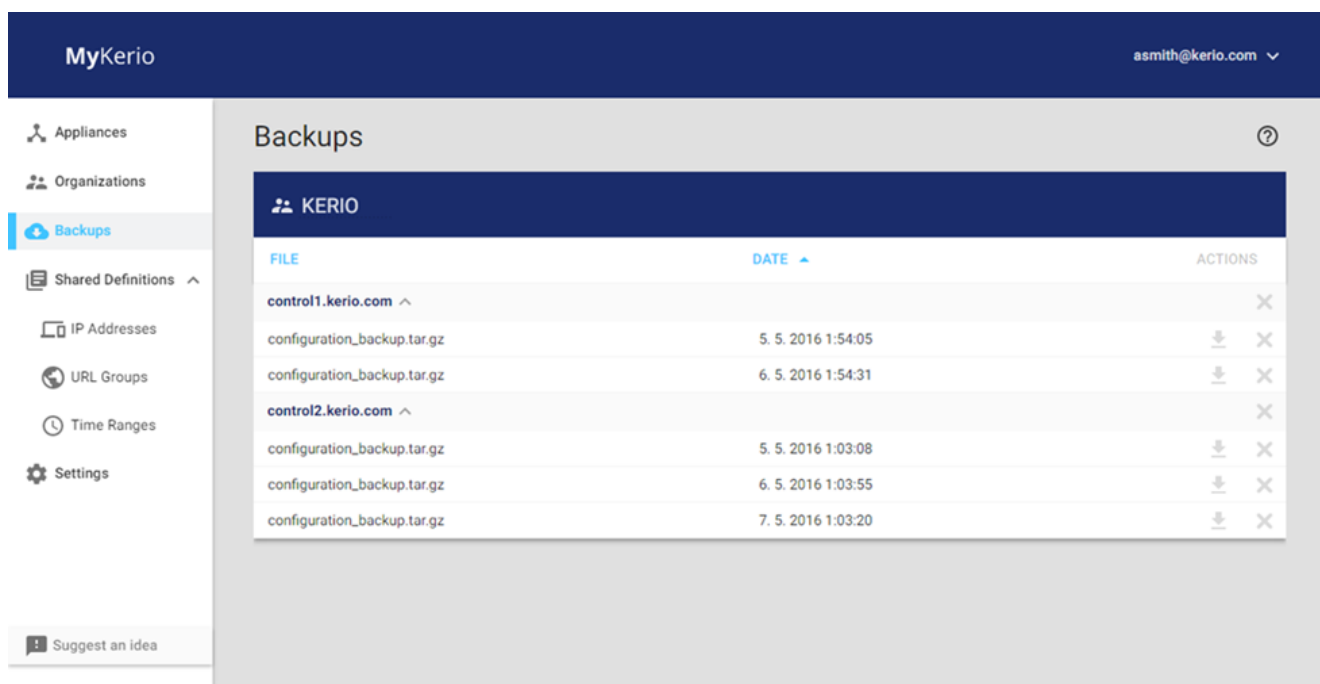 MyKerio
asmith@kerio.com
Appliances
Organizations
Backups
Shared Definitions
IP Addresses
URL Groups
Time Ranges
Settings
Suggest an idea
Backups
KERIO
FILE DATE ACTIONS
control1.kerio.com
configuration_backup.tar.gz 5. 5. 2016 1:54:05
configuration_backup.tar.gz 6. 5. 2016 1:54:31
control2.kerio.com
configuration_backup.tar.gz 5. 5. 2016 1:03:08
configuration_backup.tar.gz 6. 5. 2016 1:03:55
configuration_backup.tar.gz 7. 5. 2016 1:03:20